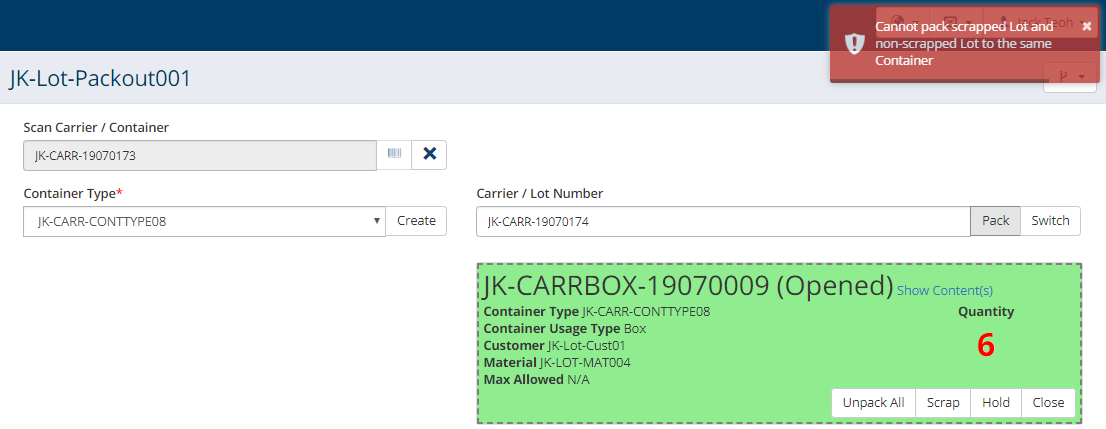 Jack Teoh
Cannot pack scrapped Lot and
non-scrapped Lot to the same
Container
×
JK-Lot-Packout001
Scan Carrier / Container
JK-CARR-19070173
Container Type*
JK-CARR-CONTTYPE08
Create
Carrier / Lot Number
JK-CARR-19070174
Pack
Switch
JK-CARRBOX-19070009 (Opened) Show Content(s)
Container Type JK-CARR-CONTTYPE08
Quantity
Container Usage Type Box
Customer JK-Lot-Cust01
6
Material JK-LOT-MAT004
Max Allowed N/A
Unpack All
Scrap
Hold
Close